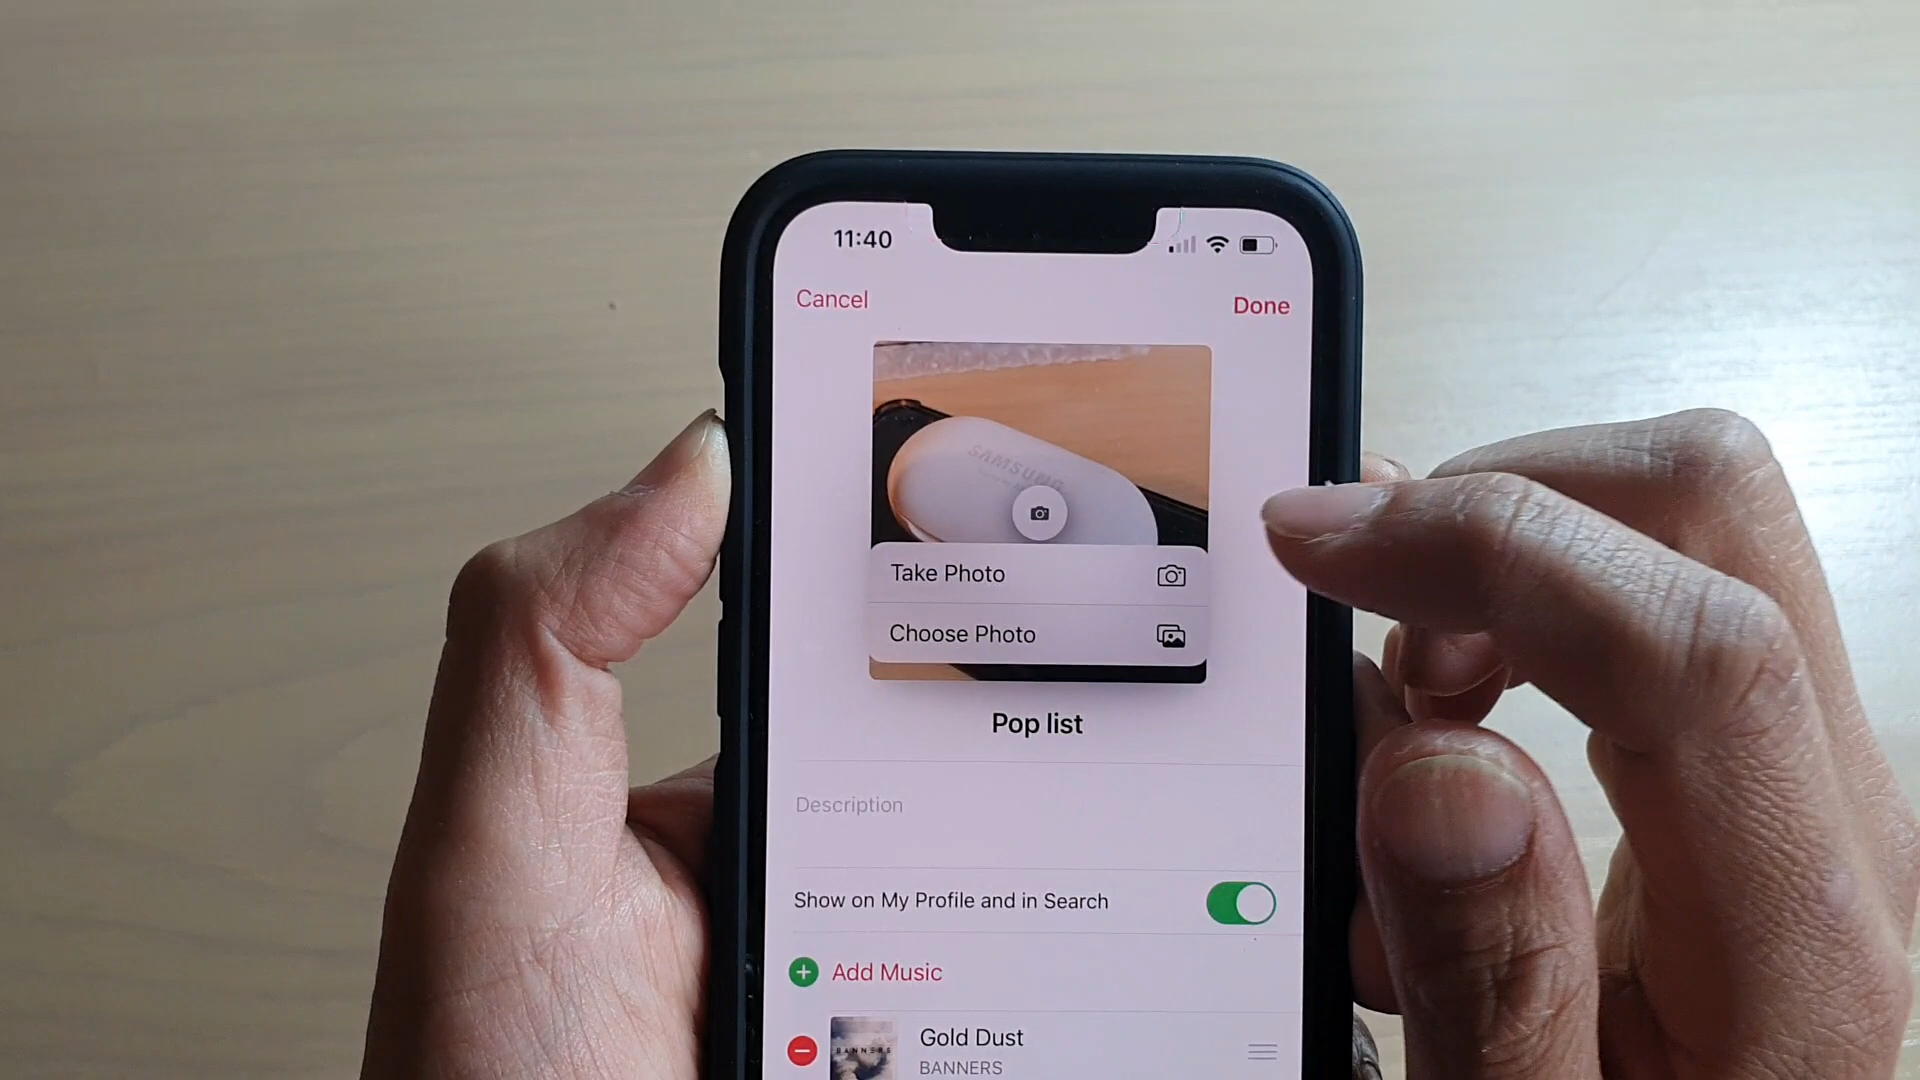 11:40
Cancel
Done
SAMSUNG
Take Photo
Choose Photo
Pop list
Description
Show on My Profile and in Search
Add Music
BANNERS
Gold Dust
BANNERS